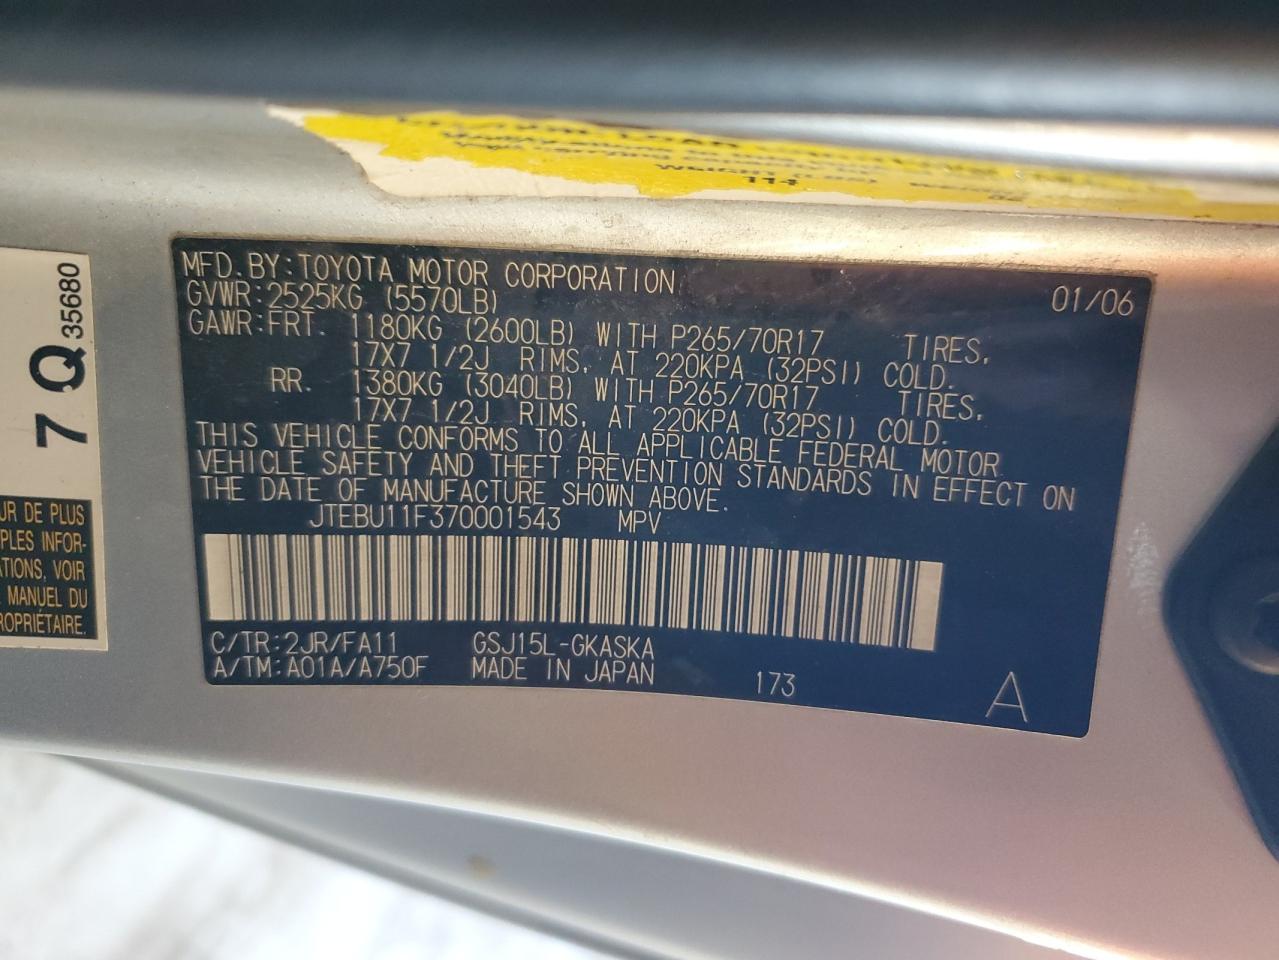 WEIGHT
114
MFD. BY: TOYOTA MOTOR CORPORATION 01/06
GVWR: 2525KG (5570LB)
GAWR: FRT. 1180KG (2600LB) WITH P265/70R17 TIRES,
17X7 1/2J RIMS, AT 220KPA (32PSI) COLD.
RR. 1380KG (3040LB) WITH P265/70R17 TIRES,
17X7 1/2J RIMS, AT 220KPA (32PSI) COLD.
THIS VEHICLE CONFORMS TO ALL APPLICABLE FEDERAL MOTOR
VEHICLE SAFETY AND THEFT PREVENTION STANDARDS IN EFFECT ON
THE DATE OF MANUFACTURE SHOWN ABOVE.
JTEBU11F370001543 MPV
C/TR: 2JR/FA11 GSJ15L-GKASKA
A/TM: A01A/A750F MADE IN JAPAN 173 A
7 Q 35680
UR DE PLUS
PLES INFOR-
ATIONS, VOIR
MANUEL DU
ROPRIÉTAIRE.